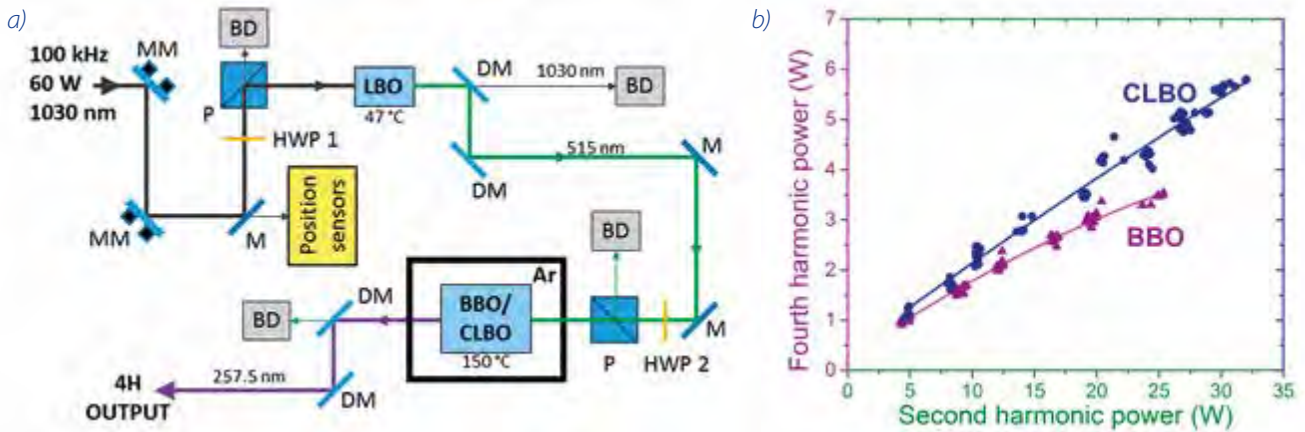 a)
100 kHz
60 W
1030 nm
MM
BD
P
HWP 1
LBO
47 °C
DM
1030 nm
BD
DM
515 nm
M
MM
M
Position
sensors
BD
Ar
BBO/
CLBO
150 °C
P
HWP 2
M
DM
BD
257.5 nm
DM
4H
OUTPUT
b)
Fourth harmonic power (W)
7
6
5
4
3
2
1
0
CLBO
BBO
0 5 10 15 20 25 30 35
Second harmonic power (W)